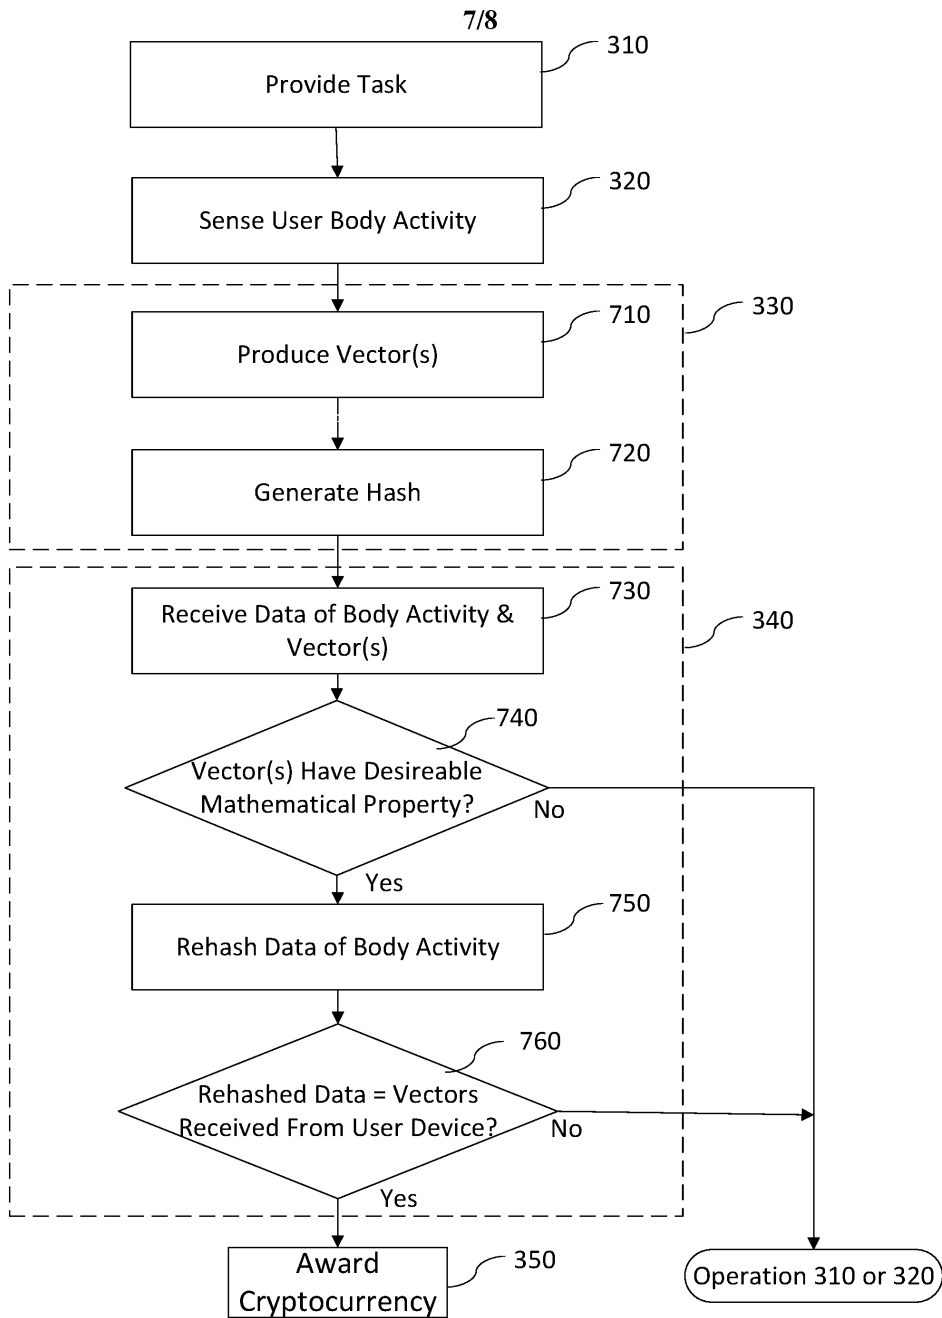 7/8
310
Provide Task
320
Sense User Body Activity
330
710
Produce Vector(s)
720
Generate Hash
730
Receive Data of Body Activity &
Vector(s)
340
740
Vector(s) Have Desireable
Mathematical Property?
No
Yes
750
Rehash Data of Body Activity
760
Rehashed Data = Vectors
Received From User Device?
No
Yes
350
Award
Cryptocurrency
Operation 310 or 320